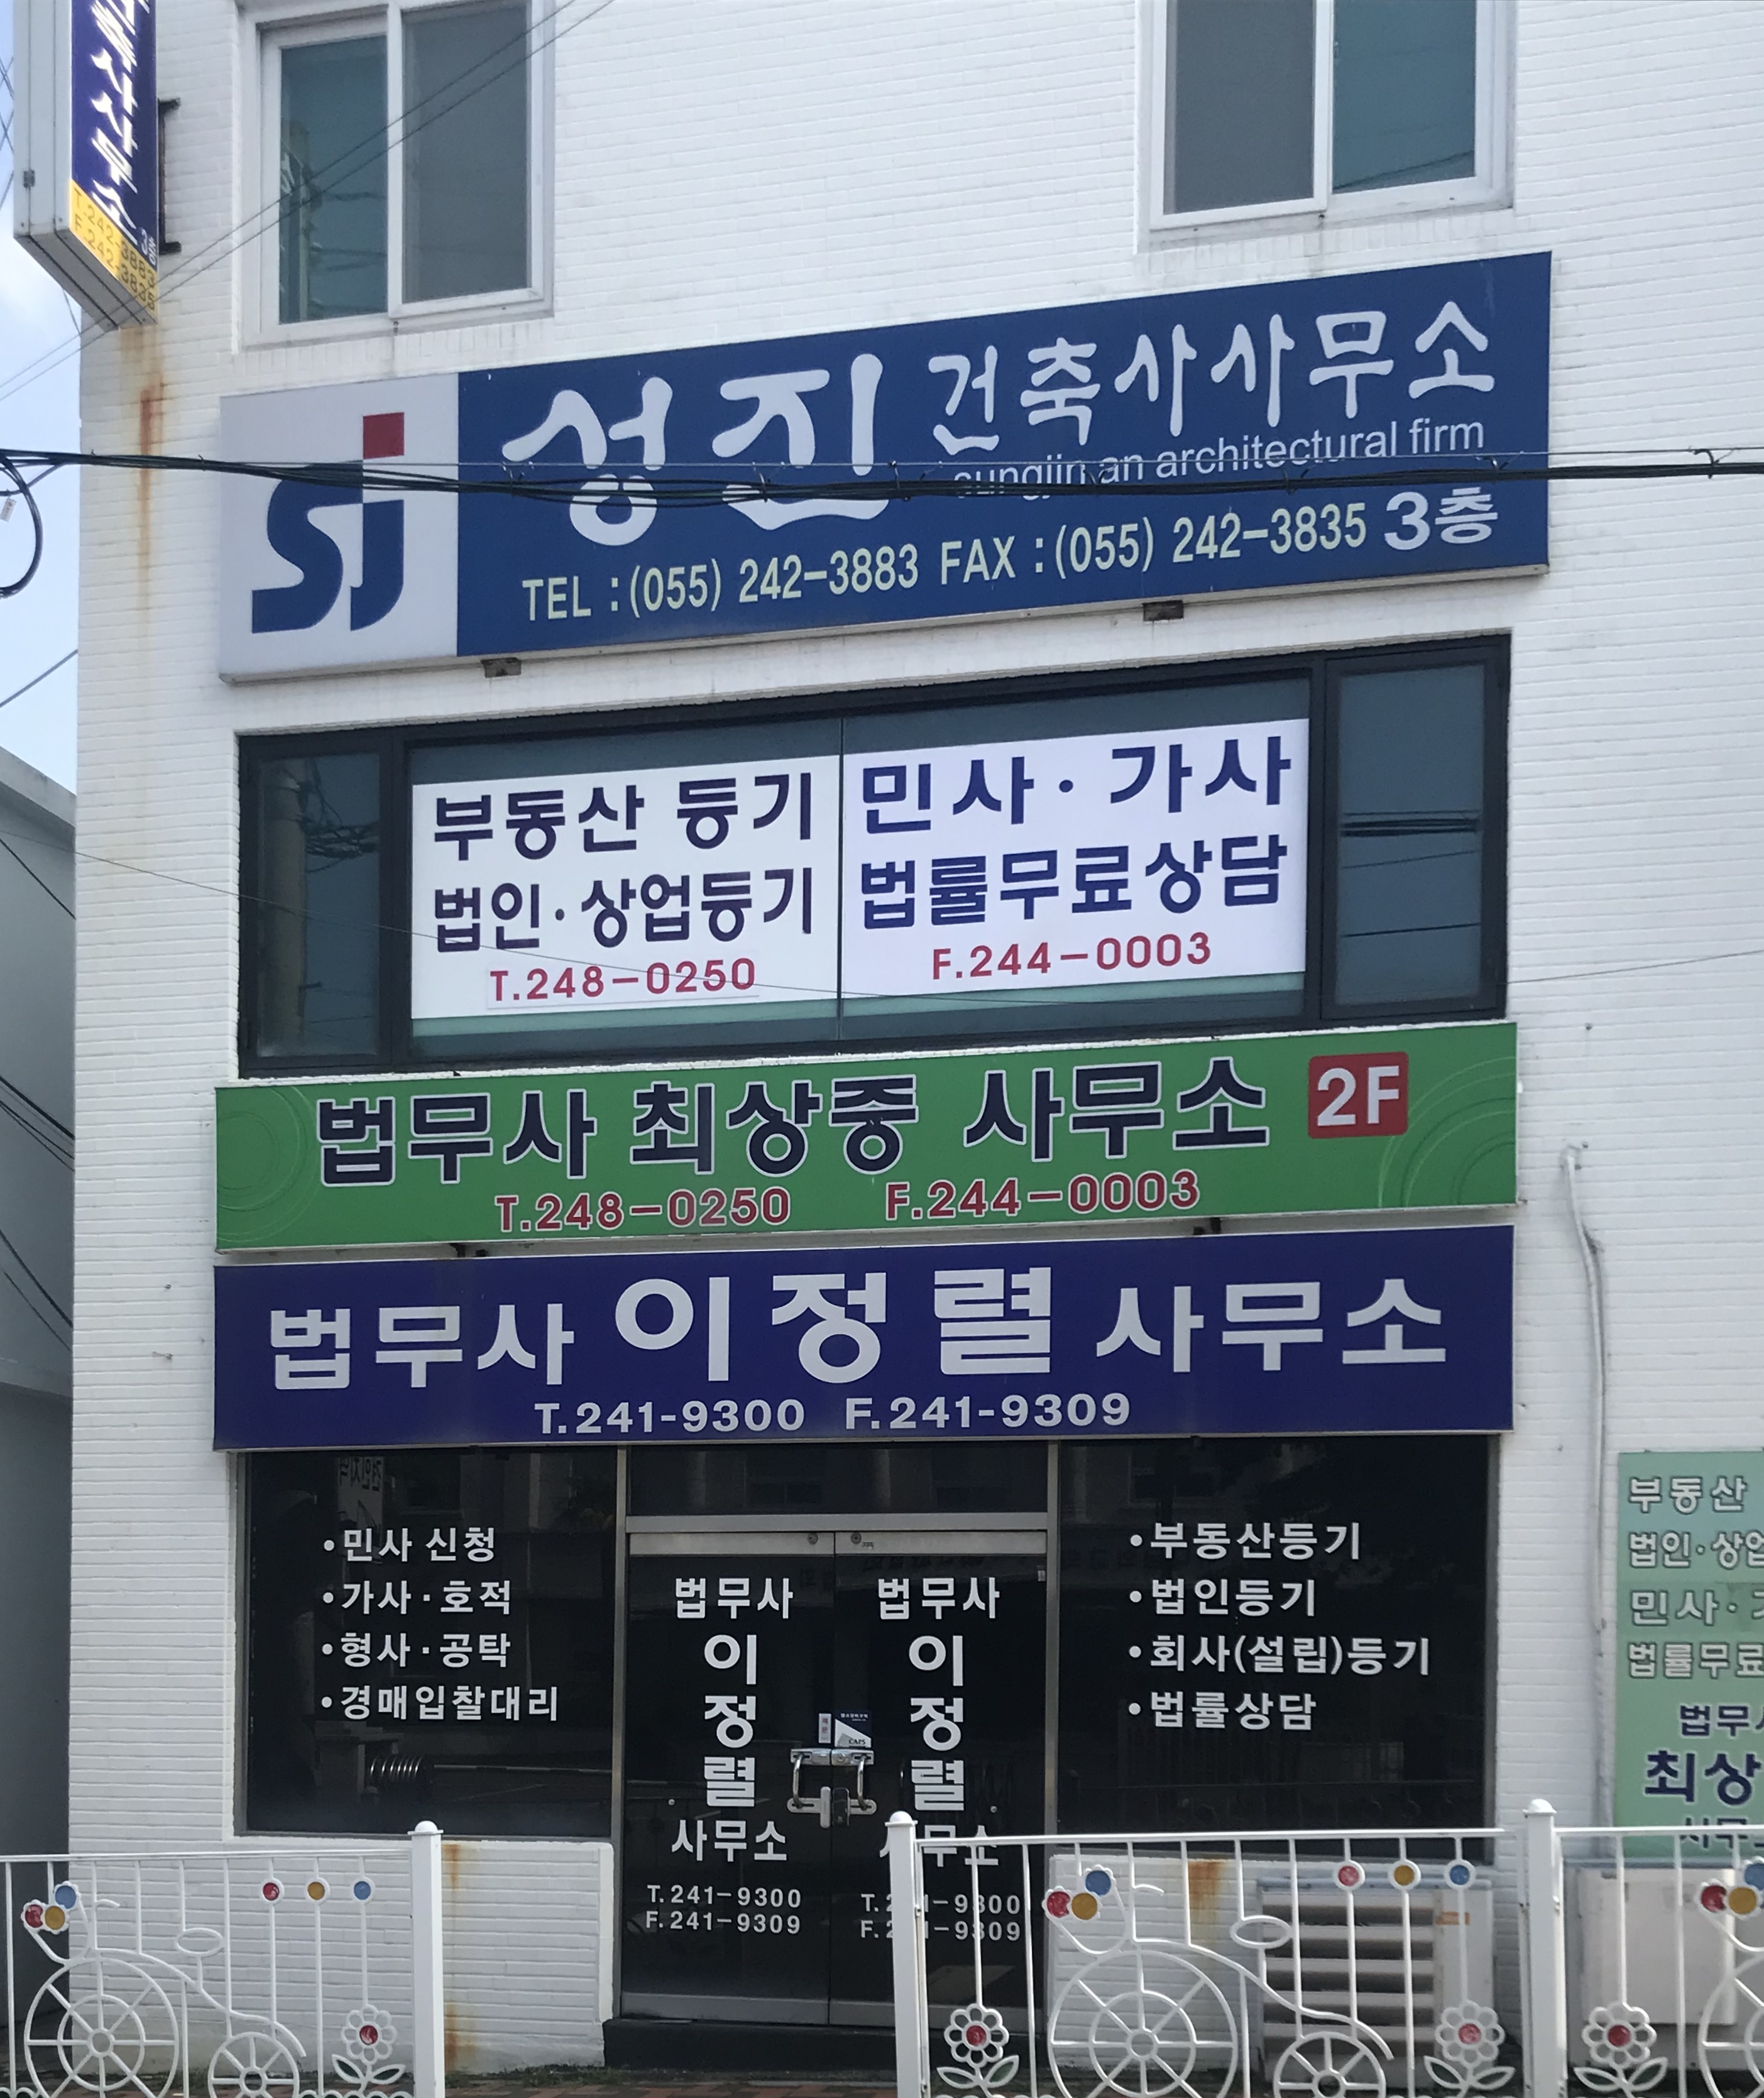 sj
성진 건축사사무소
sungjin an architectural firm
TEL : (055) 242-3883 FAX : (055) 242-3835 3층
부동산 등기
법인·상업등기
T.248-0250
민사·가사
법률무료상담
F.244-0003
법무사 최상중 사무소 2F
T.248-0250 F.244-0003
법무사 이정렬 사무소
T.241-9300 F.241-9309
•민사 신청
•가사·호적
•형사·공탁
•경매입찰대리
법무사
이
정
렬
사무소
T.241-9300
F.241-9309
법무사
이
정
렬
사무소
CAPS
•부동산등기
•법인등기
•회사(설립)등기
•법률상담
부동산
법인·상업
민사·
법률무료
법무사
최상